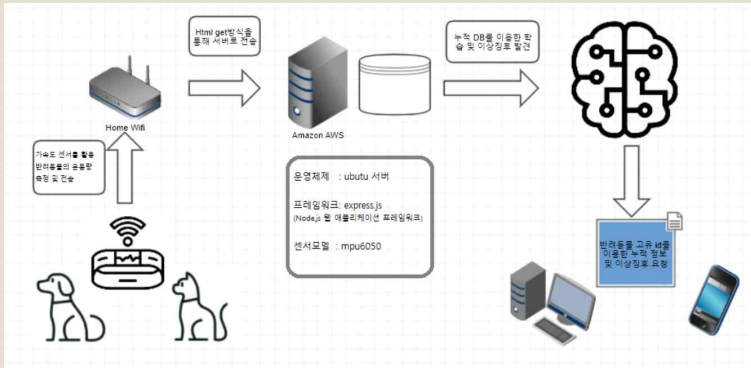 Html get방식을
통해 서버로 전송
누적 DB를 이용한 학
습 및 이상징후 발견
Home Wifi
Amazon AWS
가속도 센서를 활용
반려동물의 운동량
측정 및 전송
운영체제 : ubutu 서버
프레임워크: express.js
(Node.js 웹 애플리케이션 프레임워크)
센서모델 : mpu6050
반려동물 고유 id를
이용한 누적 정보
및 이상징후 요청